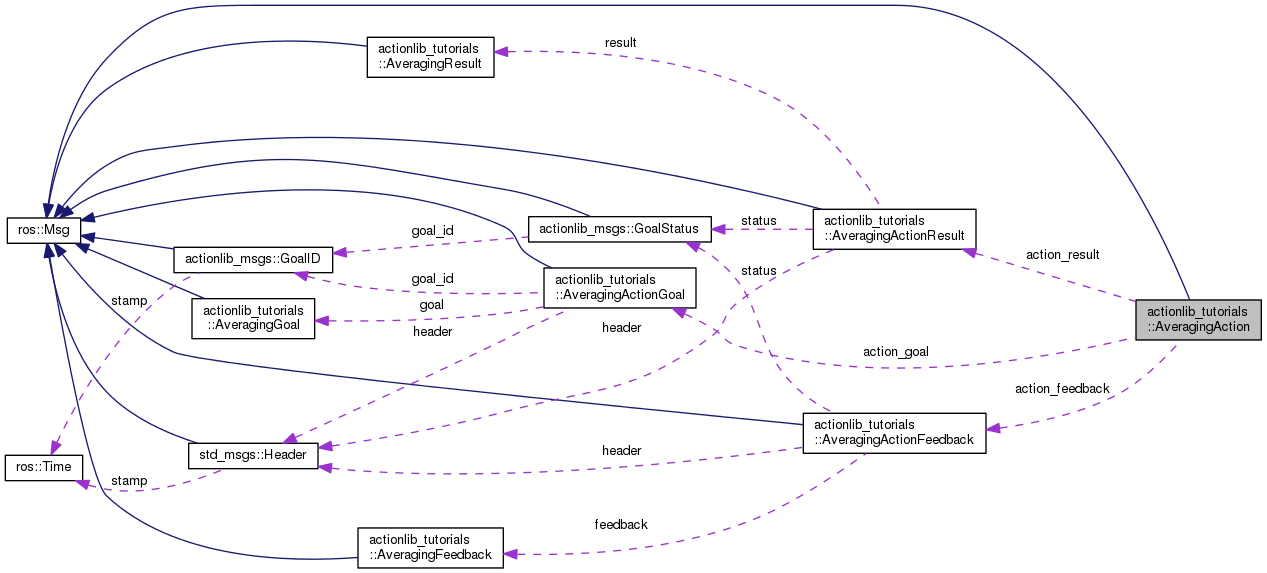 actionlib_tutorials
::AveragingResult
result
ros::Msg
actionlib_msgs::GoalID
actionlib_tutorials
::AveragingGoal
goal_id
goal_id
goal
header
stamp
actionlib_msgs::GoalStatus
actionlib_tutorials
::AveragingActionGoal
status
status
header
actionlib_tutorials
::AveragingActionResult
action_result
actionlib_tutorials
::AveragingAction
action_goal
action_feedback
actionlib_tutorials
::AveragingActionFeedback
header
std_msgs::Header
ros::Time
stamp
feedback
actionlib_tutorials
::AveragingFeedback